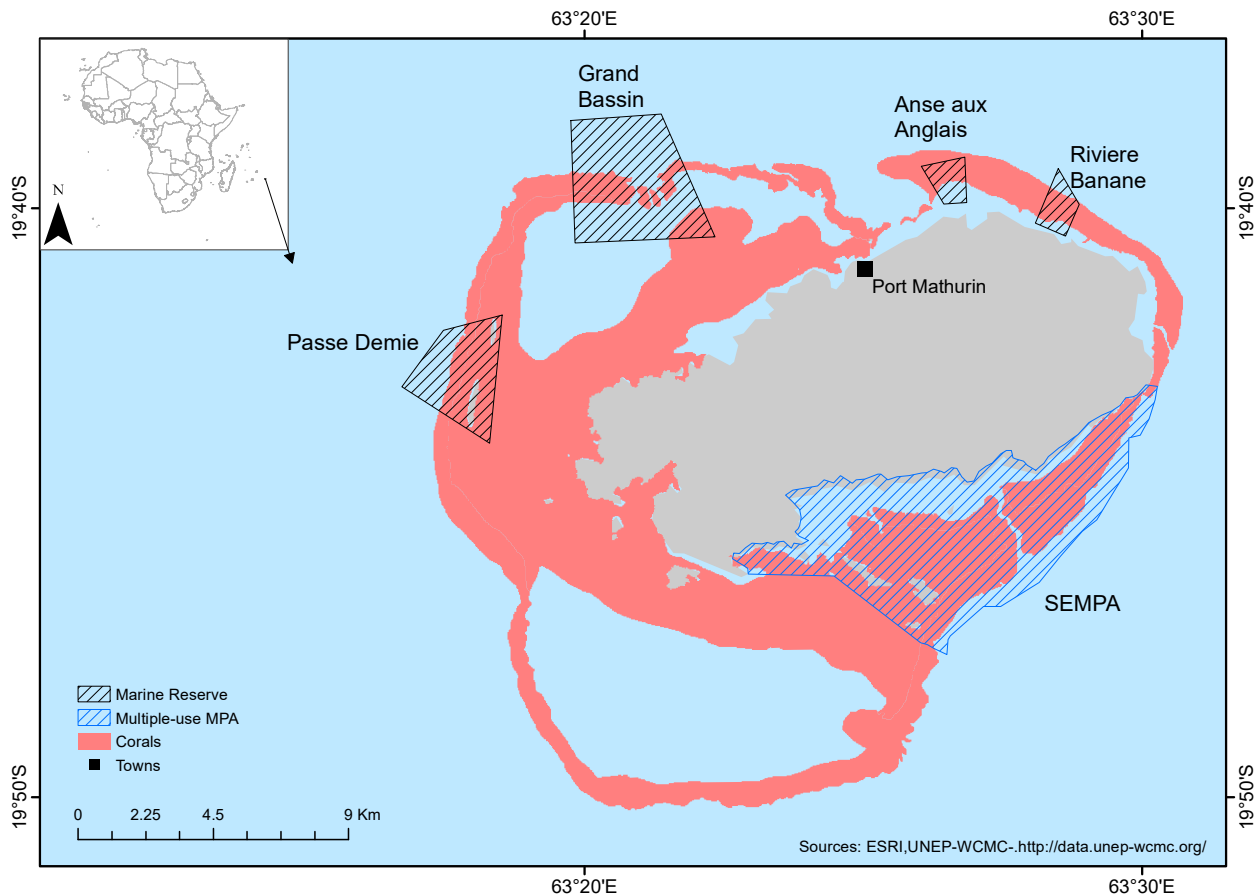 63°20'E
63°30'E
N
Grand
Bassin
Anse aux
Anglais
Riviere
Banane
19°40'S
19°40'S
Port Mathurin
Passe Demie
SEMPA
Marine Reserve
Multiple-use MPA
Corals
Towns
0
2.25
4.5
9 Km
19°50'S
19°50'S
Sources: ESRI,UNEP-WCMC-.http://data.unep-wcmc.org/
63°20'E
63°30'E